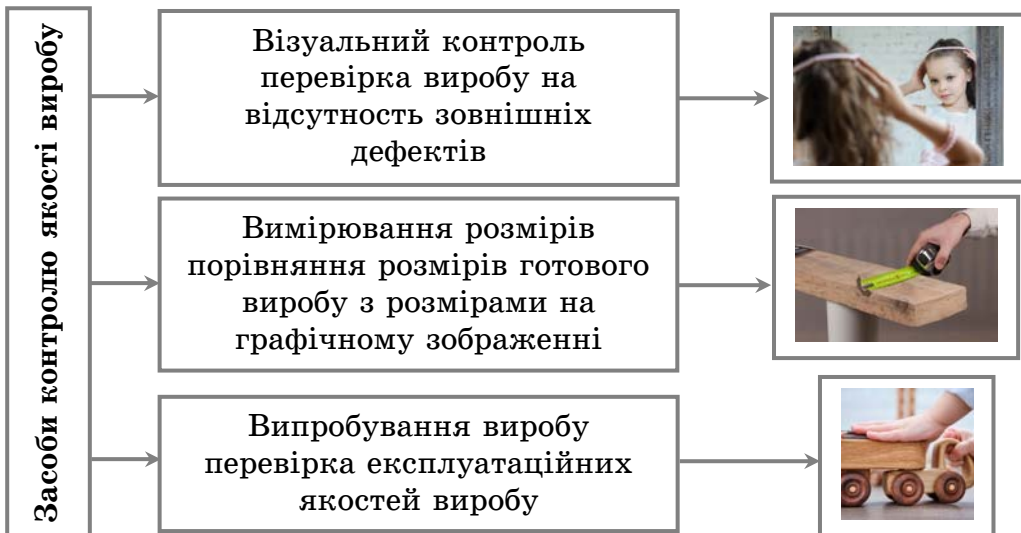 Засоби контролю якості виробу
Візуальний контроль
перевірка виробу на
відсутность зовнішніх
дефектів
Вимірювання розмірів
порівняння розмірів готового
виробу з розмірами на
графічному зображенні
Випробування виробу
перевірка експлуатаційних
якостей виробу